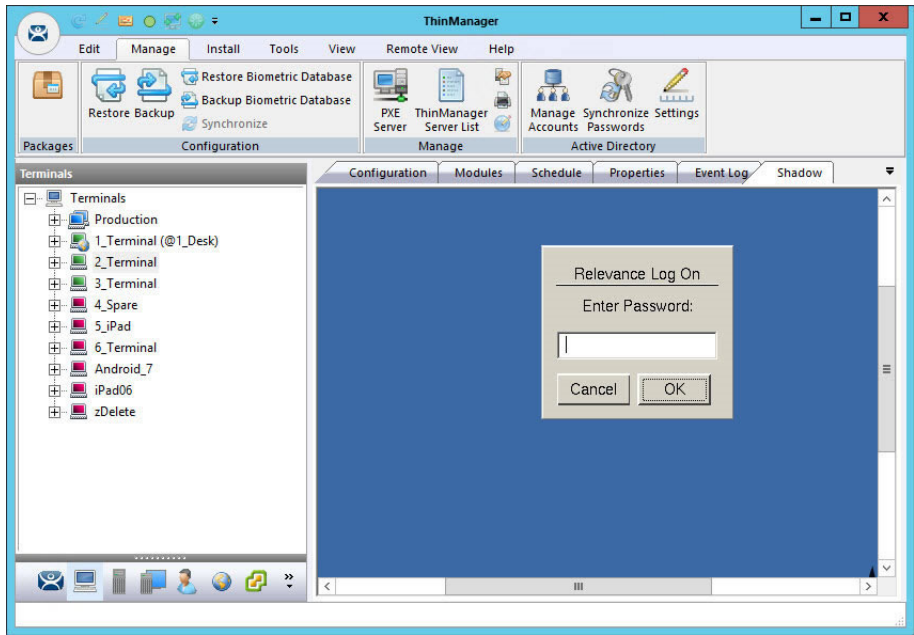 ThinManager
Edit Manage Install Tools View Remote View Help
Restore Backup
Restore Biometric Database
Backup Biometric Database
Synchronize
PXE Server
ThinManager Server List
Manage Accounts
Synchronize Passwords
Settings
Packages Configuration Manage Active Directory
Terminals
Configuration Modules Schedule Properties Event Log Shadow
Terminals
Production
1_Terminal (@1_Desk)
2_Terminal
3_Terminal
4_Spare
5_iPad
6_Terminal
Android_7
iPad06
zDelete
Relevance Log On
Enter Password:
Cancel OK